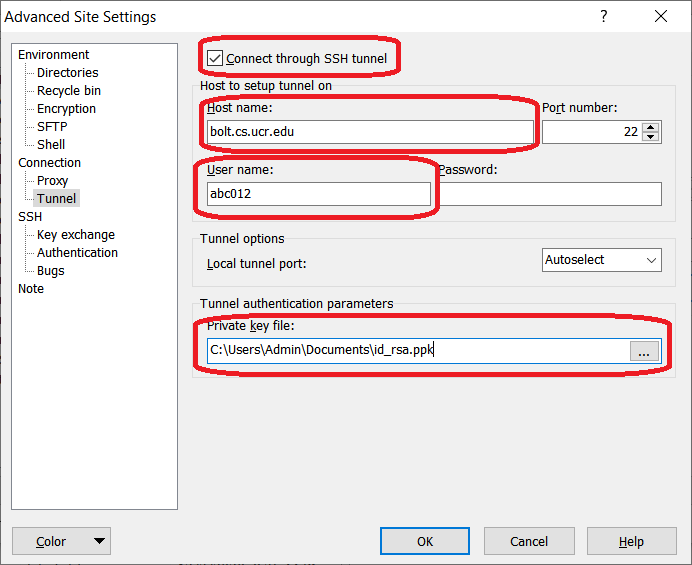 Advanced Site Settings
?
Environment
Directories
Recycle bin
Encryption
SFTP
Shell
Connection
Proxy
Tunnel
SSH
Key exchange
Authentication
Bugs
Note
Connect through SSH tunnel
Host to setup tunnel on
Host name:
Port number:
bolt.cs.ucr.edu
22
User name:
Password:
abc012
Tunnel options
Local tunnel port:
Autoselect
Tunnel authentication parameters
Private key file:
C:\Users\Admin\Documents\id_rsa.ppk
...
Color
OK
Cancel
Help